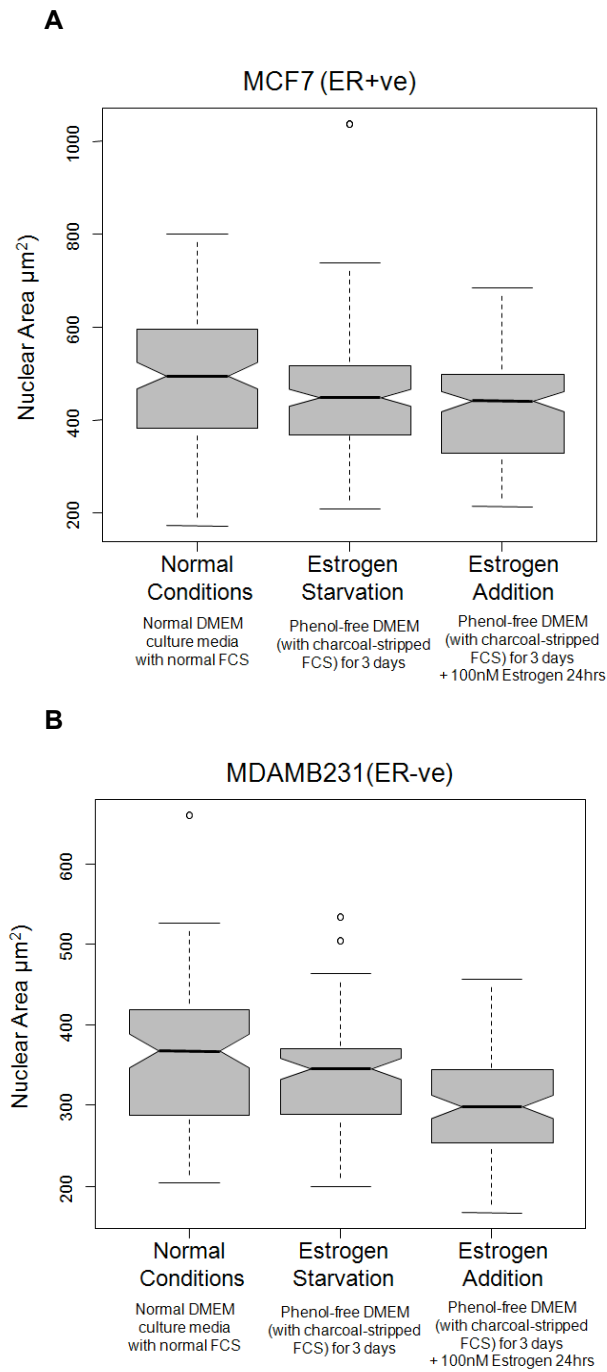 A
MCF7 (ER+ve)
Nuclear Area µm²
1000
800
600
400
200
Normal
Conditions
Normal DMEM
culture media
with normal FCS
Estrogen
Starvation
Phenol-free DMEM
(with charcoal-stripped
FCS) for 3 days
Estrogen
Addition
Phenol-free DMEM
(with charcoal-stripped
FCS) for 3 days
+ 100nM Estrogen 24hrs
B
MDAMB231(ER-ve)
Nuclear Area µm²
600
500
400
300
200
Normal
Conditions
Normal DMEM
culture media
with normal FCS
Estrogen
Starvation
Phenol-free DMEM
(with charcoal-stripped
FCS) for 3 days
Estrogen
Addition
Phenol-free DMEM
(with charcoal-stripped
FCS) for 3 days
+ 100nM Estrogen 24hrs